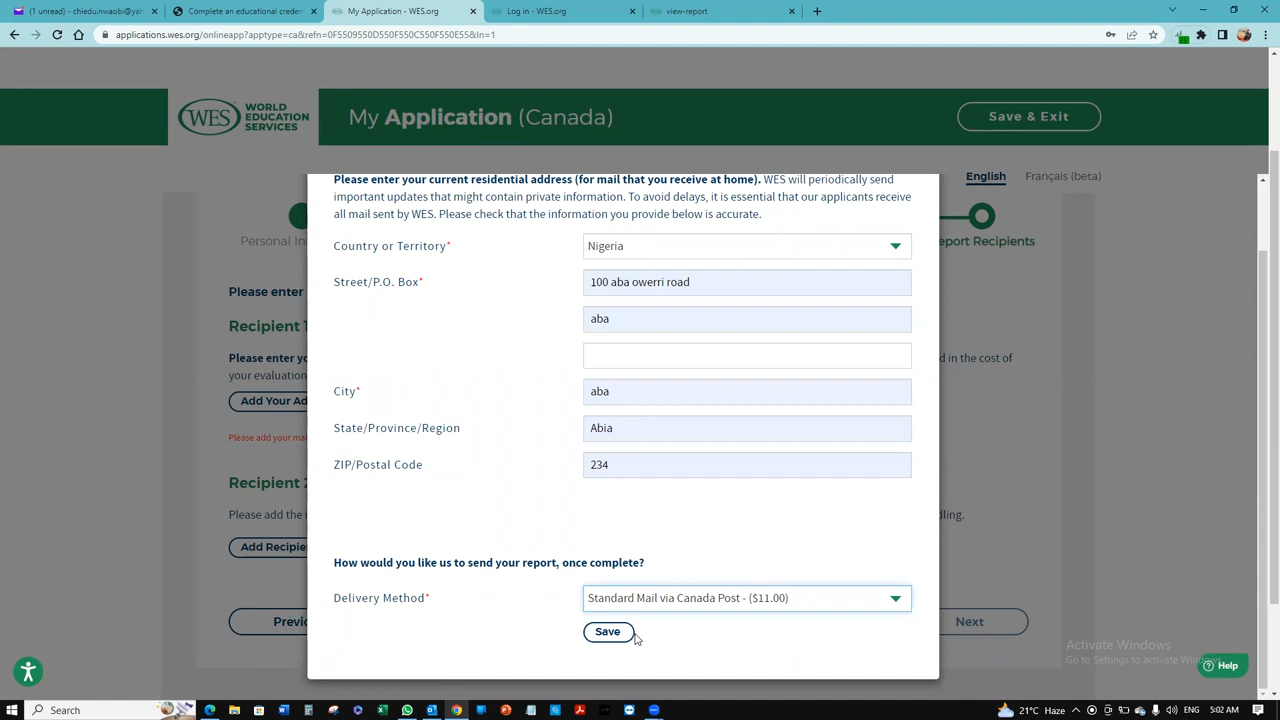 (1 unread) - chiedu.nwaobi@yah
Complete an educational creden
My Application - WES.org
Log in - WES.org
view-report
applications.wes.org/onlineapp?apptype=ca&refn=0F5509550D550F550C550F550E55&ln=1
WES WORLD EDUCATION SERVICES
My Application (Canada)
Save & Exit
English
Français (beta)
Personal In
eport Recipients
Please enter your current residential address (for mail that you receive at home). WES will periodically send
important updates that might contain private information. To avoid delays, it is essential that our applicants receive
all mail sent by WES. Please check that the information you provide below is accurate.
Country or Territory*
Nigeria
Street/P.O. Box*
100 aba owerri road
aba
City*
aba
State/Province/Region
Abia
ZIP/Postal Code
234
How would you like us to send your report, once complete?
Delivery Method*
Standard Mail via Canada Post - ($11.00)
Save
Please enter
Recipient 1
Please enter yo
d in the cost of
your evaluation
Add Your Ad
Please add your mai
Recipient 2
Please add the i
dling.
Add Recipie
Previo
Next
Activate Windows
Go to Settings to activate Windows.
Help
Search
21°C Haze
5:02 AM